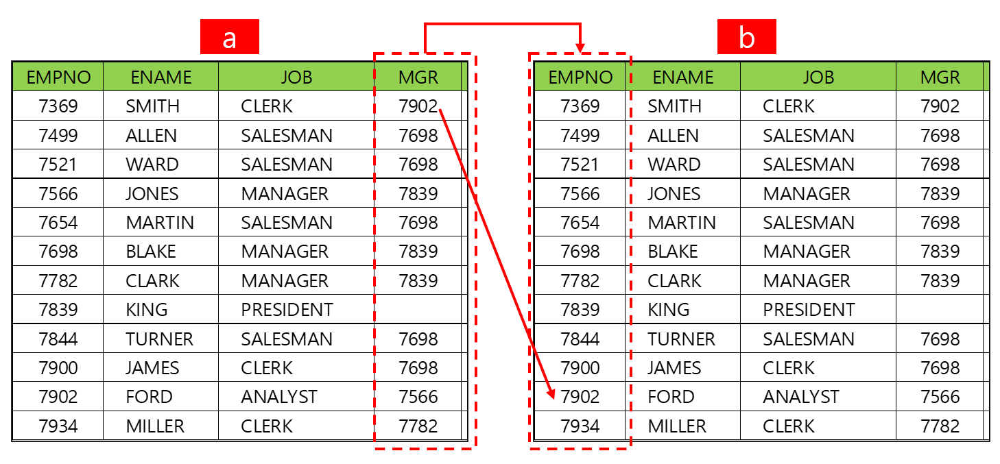 a
b
EMPNO ENAME JOB MGR
7369 SMITH CLERK 7902
7499 ALLEN SALESMAN 7698
7521 WARD SALESMAN 7698
7566 JONES MANAGER 7839
7654 MARTIN SALESMAN 7698
7698 BLAKE MANAGER 7839
7782 CLARK MANAGER 7839
7839 KING PRESIDENT
7844 TURNER SALESMAN 7698
7900 JAMES CLERK 7698
7902 FORD ANALYST 7566
7934 MILLER CLERK 7782
EMPNO ENAME JOB MGR
7369 SMITH CLERK 7902
7499 ALLEN SALESMAN 7698
7521 WARD SALESMAN 7698
7566 JONES MANAGER 7839
7654 MARTIN SALESMAN 7698
7698 BLAKE MANAGER 7839
7782 CLARK MANAGER 7839
7839 KING PRESIDENT
7844 TURNER SALESMAN 7698
7900 JAMES CLERK 7698
7902 FORD ANALYST 7566
7934 MILLER CLERK 7782